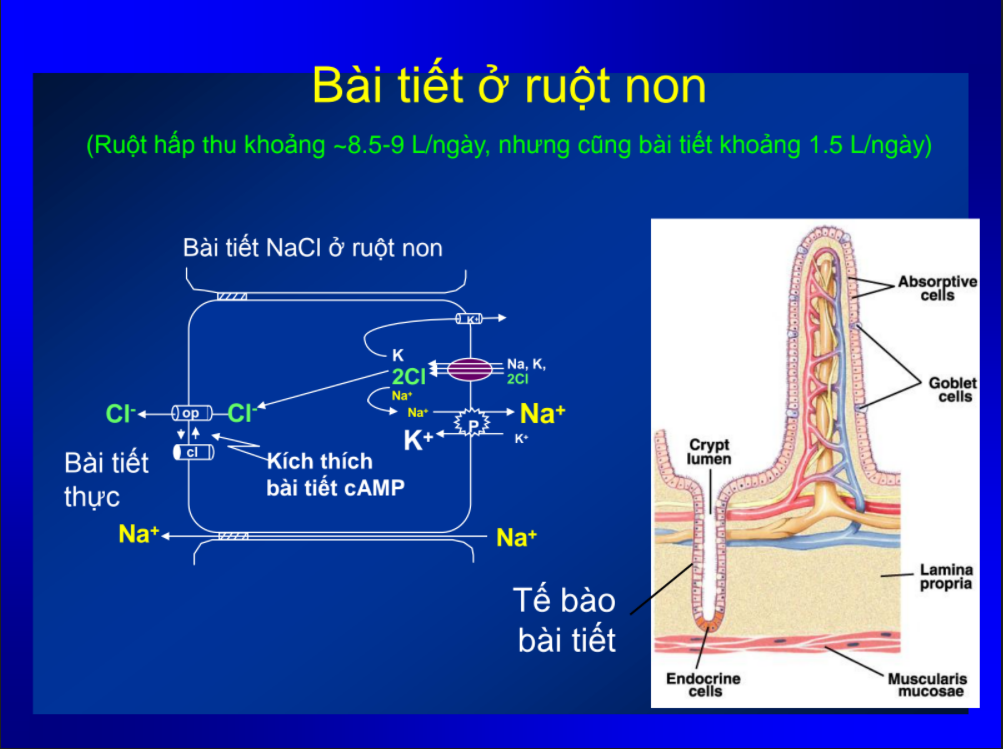 Bài tiết ở ruột non
(Ruột hấp thu khoảng ~8.5-9 L/ngày, nhưng cũng bài tiết khoảng 1.5 L/ngày)
Bài tiết NaCl ở ruột non
K+
K
Na, K,
2Cl
2Cl
Na+
Na+
Na+
Cl-
op
Cl-
P
K+
K+
cl
Bài tiết
thực
Kích thích
bài tiết cAMP
Na+
Na+
Tế bào
bài tiết
Absorptive
cells
Goblet
cells
Crypt
lumen
Lamina
propria
Endocrine
cells
Muscularis
mucosae